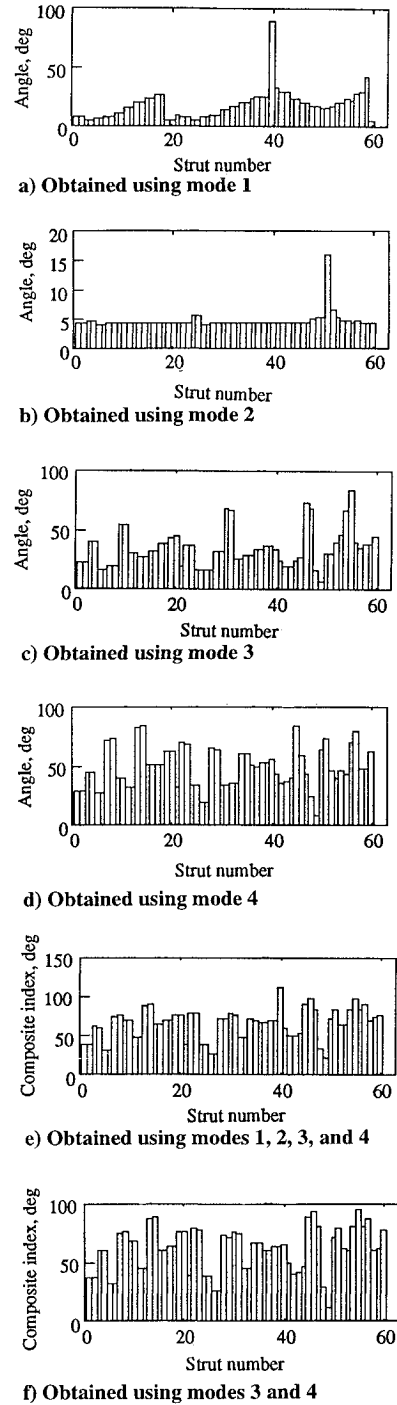 100
50
0
Angle, deg
0
20
40
60
Strut number
a) Obtained using mode 1
20
15
10
5
0
Angle, deg
0
20
40
60
Strut number
b) Obtained using mode 2
100
50
0
Angle, deg
0
20
40
60
Strut number
c) Obtained using mode 3
100
50
0
Angle, deg
0
20
40
60
Strut number
d) Obtained using mode 4
150
100
50
0
Composite index, deg
0
20
40
60
Strut number
e) Obtained using modes 1, 2, 3, and 4
100
50
0
Composite index, deg
0
20
40
60
Strut number
f) Obtained using modes 3 and 4